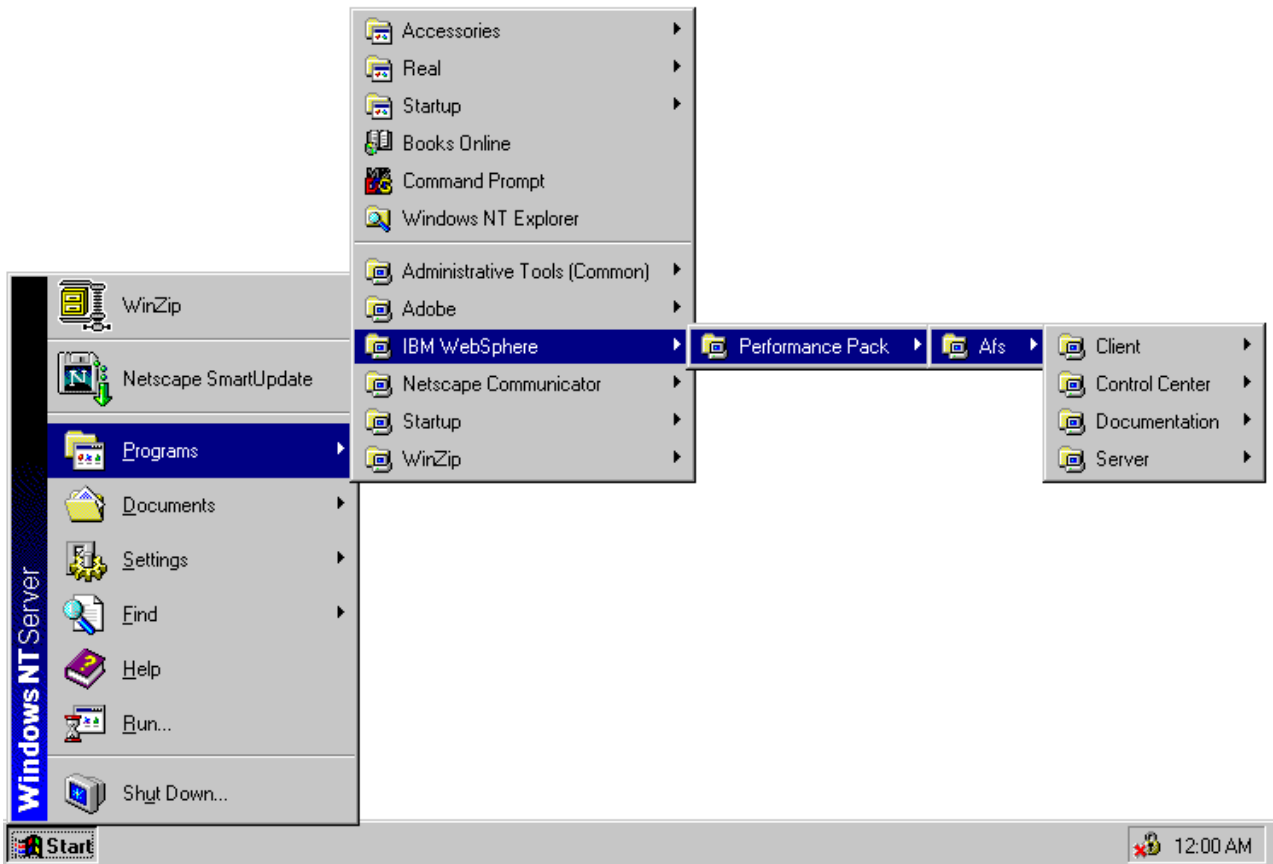 Accessories
Real
Startup
Books Online
Command Prompt
Windows NT Explorer
Administrative Tools (Common)
Adobe
IBM WebSphere
Netscape Communicator
Startup
WinZip
Performance Pack
Afs
Client
Control Center
Documentation
Server
WinZip
Netscape SmartUpdate
Programs
Documents
Settings
Find
Help
Run...
Shut Down...
Windows NT Server
Start
12:00 AM